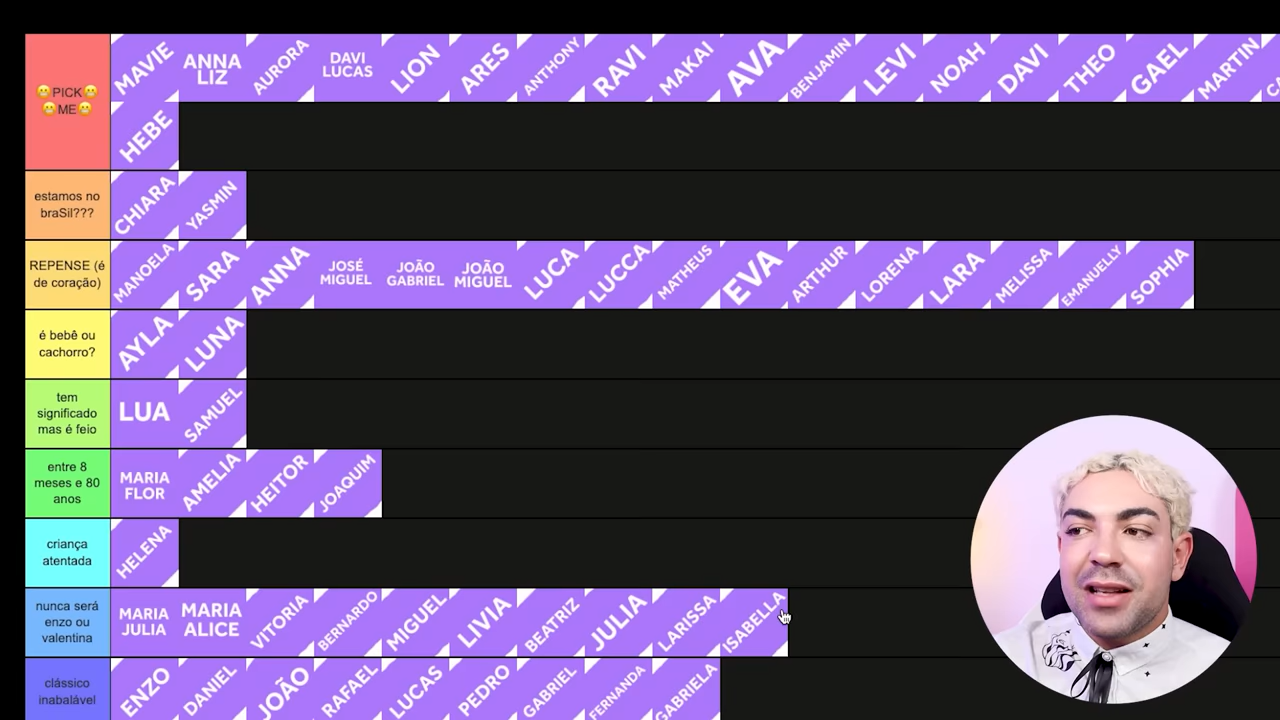 😬PICK😬
😬ME😬
MAVIE
ANNA
LIZ
AURORA
DAVI
LUCAS
LION
ARES
ANTHONY
RAVI
MAKAI
AVA
BENJAMIN
LEVI
NOAH
DAVI
THEO
GAEL
MARTIN
HEBE
estamos no
braSil???
CHIARA
YASMIN
REPENSE (é
de coração)
MANOELA
SARA
ANNA
JOSÉ
MIGUEL
JOÃO
GABRIEL
JOÃO
MIGUEL
LUCA
LUCCA
MATHEUS
EVA
ARTHUR
LORENA
LARA
MELISSA
EMANUELLY
SOPHIA
é bebê ou
cachorro?
AYLA
LUNA
tem
significado
mas é feio
LUA
SAMUEL
entre 8
meses e 80
anos
MARIA
FLOR
AMELIA
HEITOR
JOAQUIM
criança
atentada
HELENA
nunca será
enzo ou
valentina
MARIA
JULIA
MARIA
ALICE
VITORIA
BERNARDO
MIGUEL
LIVIA
BEATRIZ
JULIA
LARISSA
ISABELLA
clássico
inabalável
ENZO
DANIEL
JOÃO
RAFAEL
LUCAS
PEDRO
GABRIEL
FERNANDA
GABRIELA